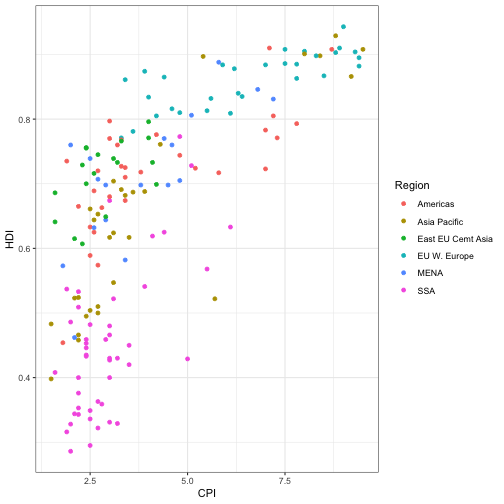 HDI
0.8
0.6
0.4
2.5
5.0
7.5
CPI
Region
Americas
Asia Pacific
East EU Cemt Asia
EU W. Europe
MENA
SSA